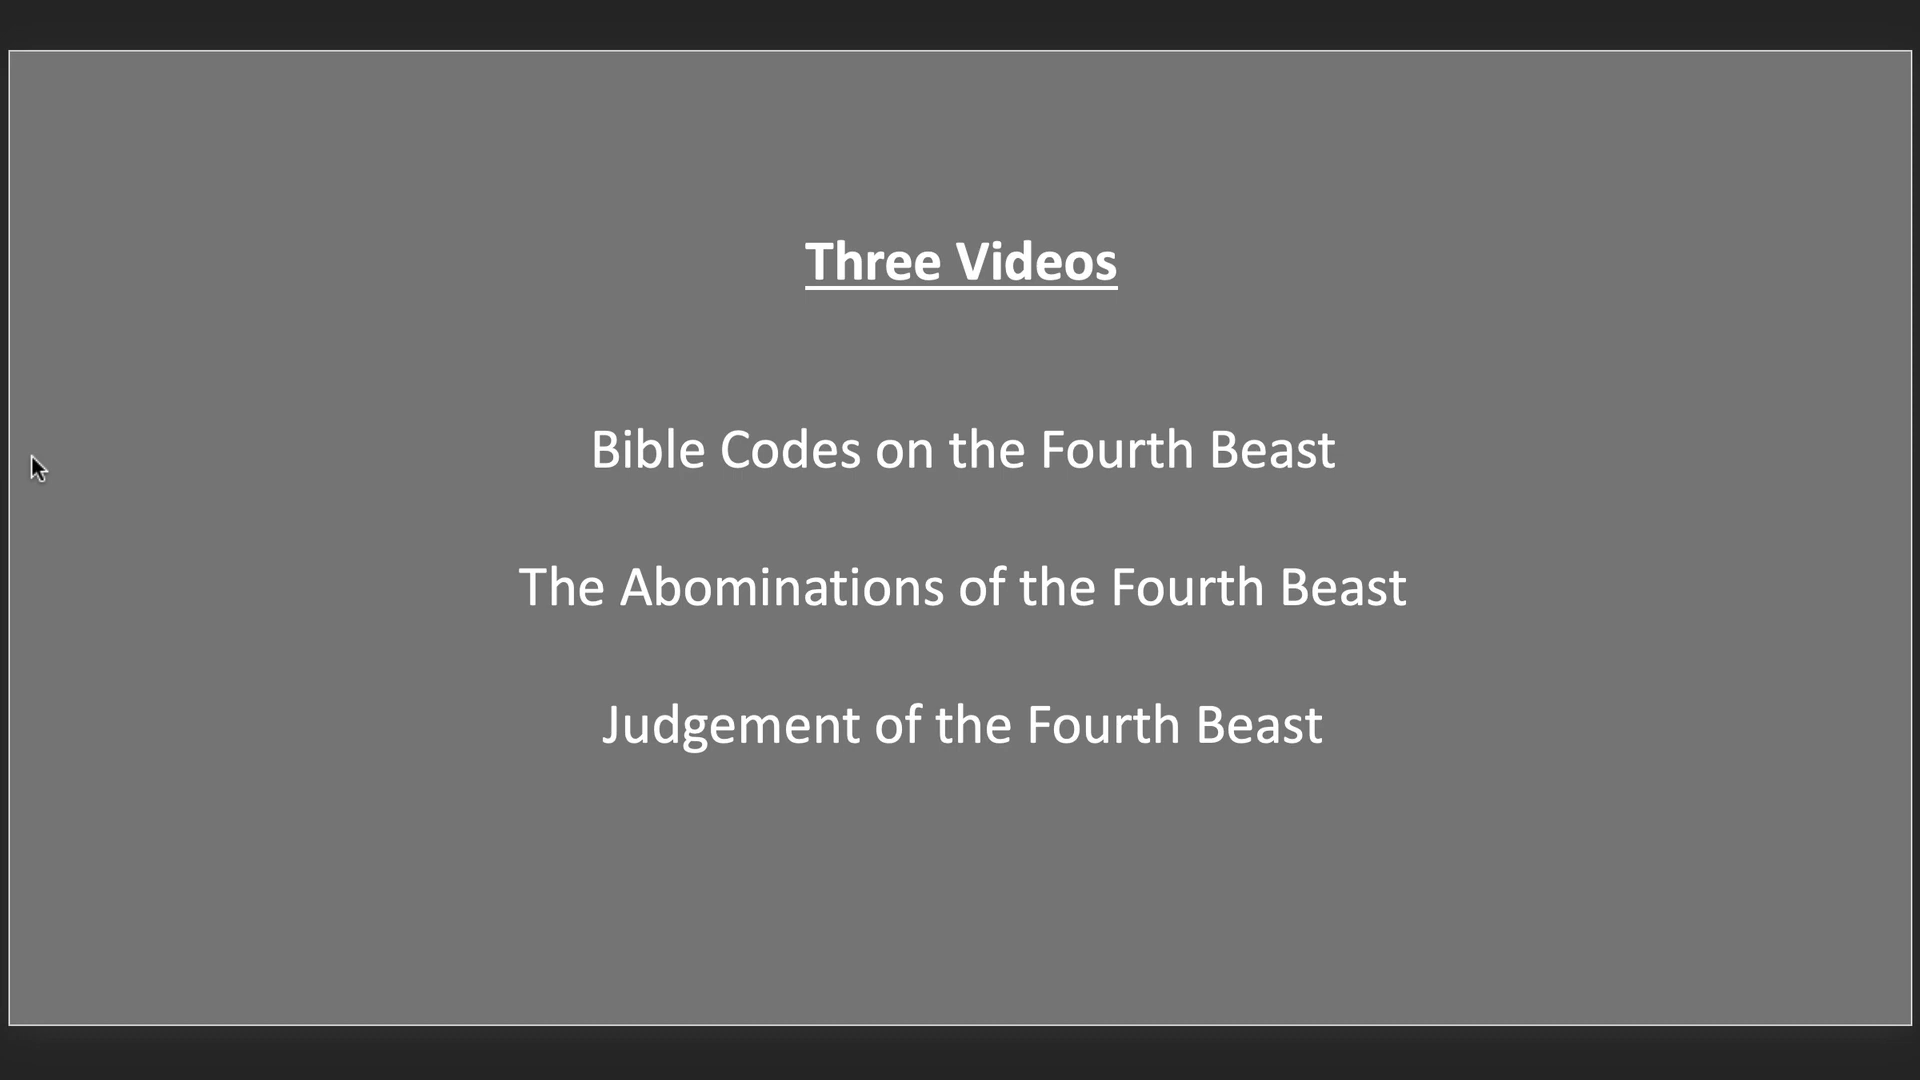 Three Videos
Bible Codes on the Fourth Beast
The Abominations of the Fourth Beast
Judgement of the Fourth Beast